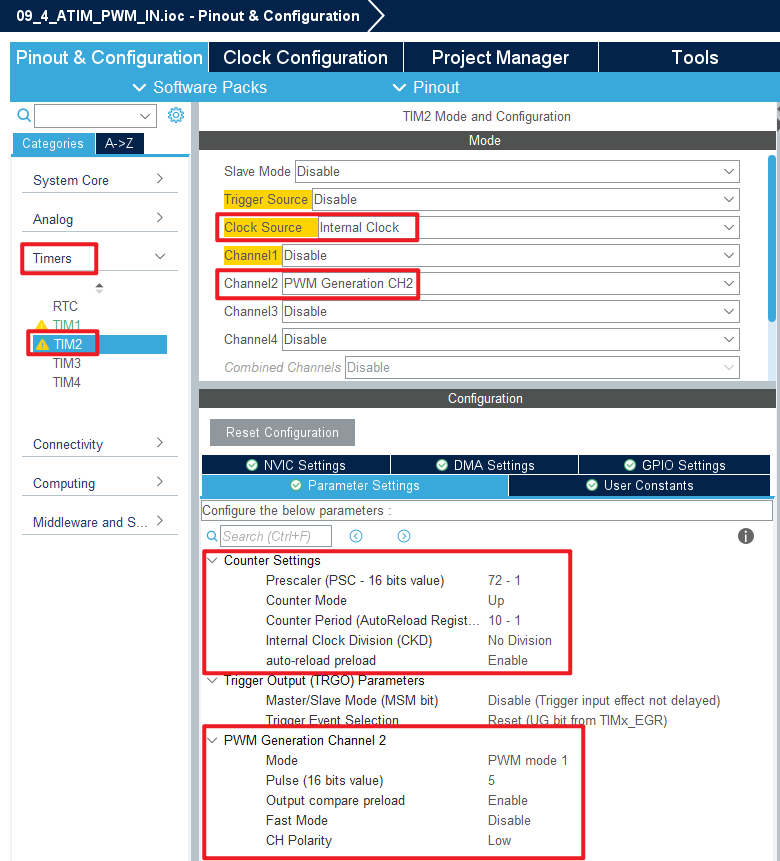 09_4_ATIM_PWM_IN.ioc - Pinout & Configuration
Pinout & Configuration
Clock Configuration
Project Manager
Tools
Software Packs
Pinout
Categories
A->Z
System Core
Analog
Timers
RTC
TIM1
TIM2
TIM3
TIM4
Connectivity
Computing
Middleware and S...
TIM2 Mode and Configuration
Mode
Slave Mode Disable
Trigger Source Disable
Clock Source Internal Clock
Channel1 Disable
Channel2 PWM Generation CH2
Channel3 Disable
Channel4 Disable
Combined Channels Disable
Configuration
Reset Configuration
NVIC Settings
DMA Settings
GPIO Settings
Parameter Settings
User Constants
Configure the below parameters :
Search (Ctrl+F)
Counter Settings
Prescaler (PSC - 16 bits value) 72 - 1
Counter Mode Up
Counter Period (AutoReload Regist... 10 - 1
Internal Clock Division (CKD) No Division
auto-reload preload Enable
Trigger Output (TRGO) Parameters
Master/Slave Mode (MSM bit) Disable (Trigger input effect not delayed)
Trigger Event Selection Reset (UG bit from TIMx_EGR)
PWM Generation Channel 2
Mode PWM mode 1
Pulse (16 bits value) 5
Output compare preload Enable
Fast Mode Disable
CH Polarity Low